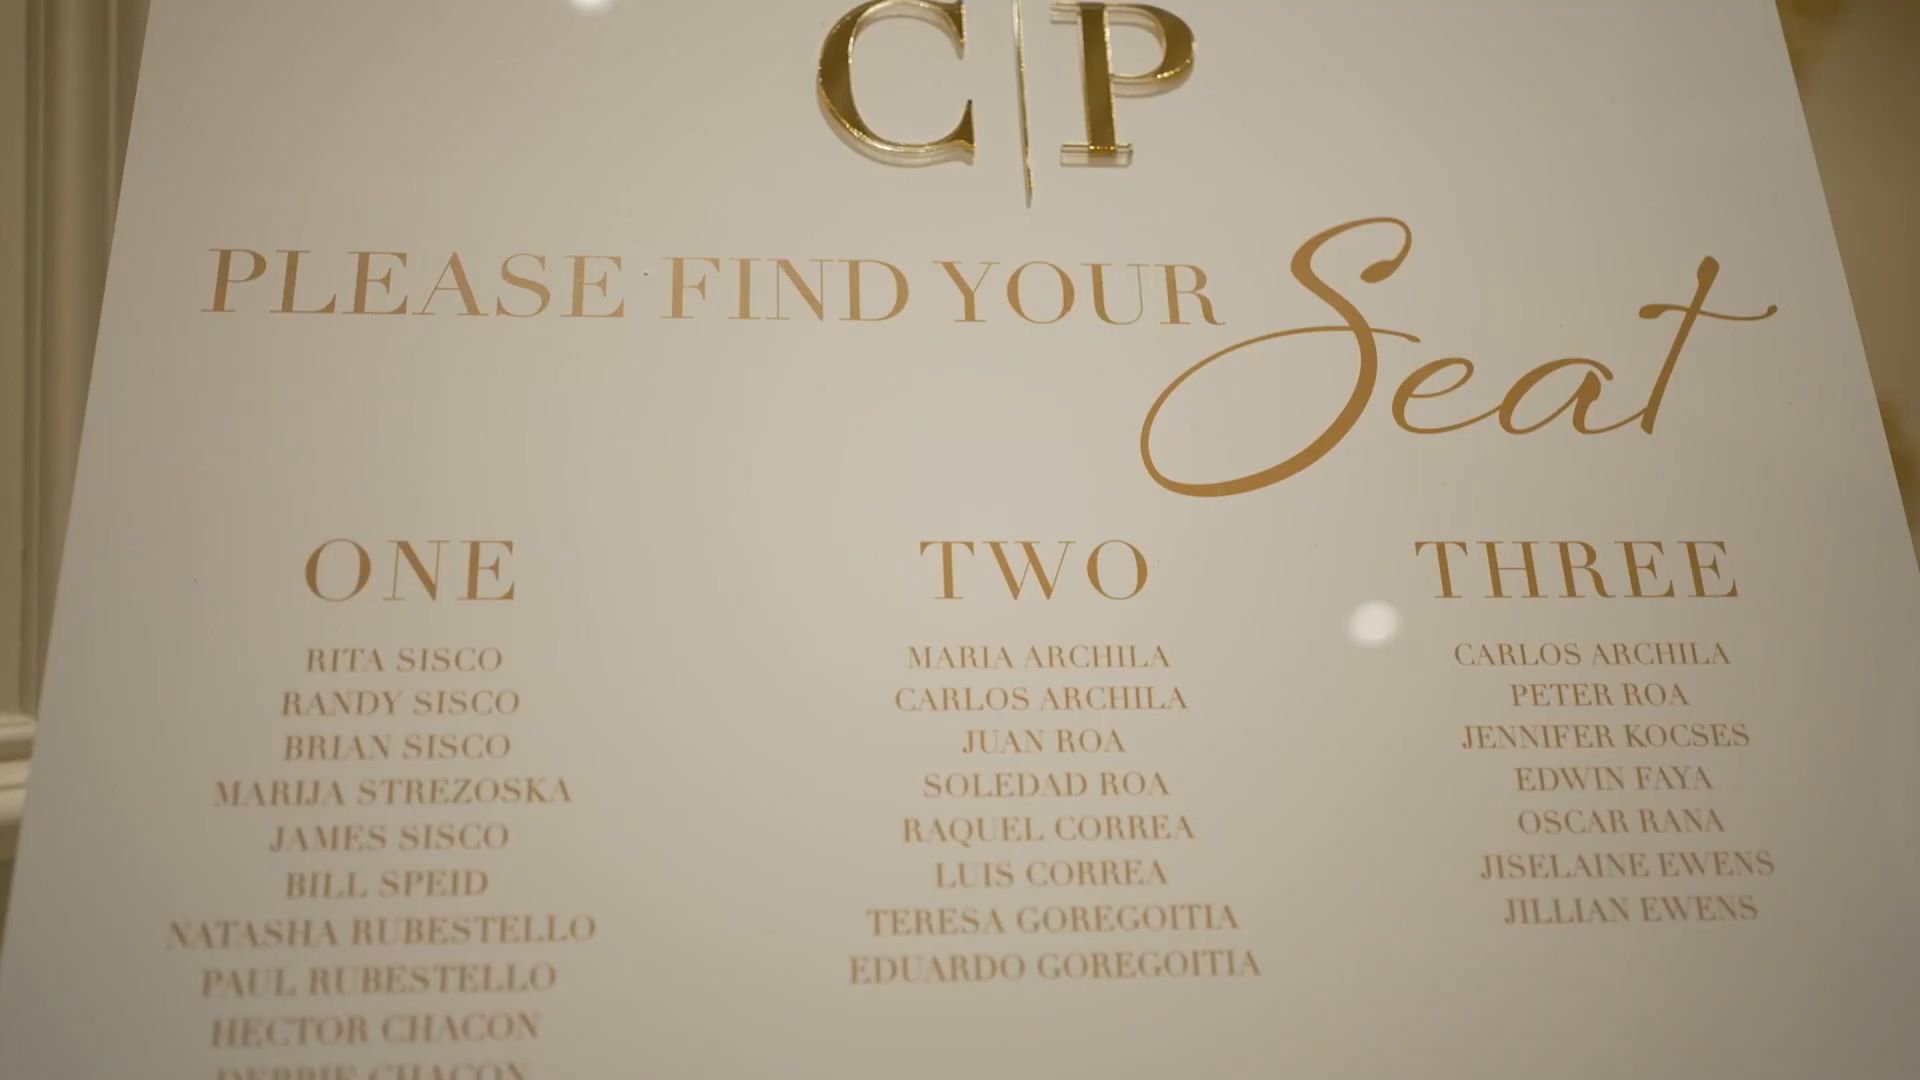 C|P
PLEASE FIND YOUR Seat
ONE
RITA SISCO
RANDY SISCO
BRIAN SISCO
MARIJA STREZOSKA
JAMES SISCO
BILL SPEID
NATASHA RUBESTELLO
PAUL RUBESTELLO
HECTOR CHACON
DEBBIE CHACON
TWO
MARIA ARCHILA
CARLOS ARCHILA
JUAN ROA
SOLEDAD ROA
RAQUEL CORREA
LUIS CORREA
TERESA GOREGOITIA
EDUARDO GOREGOITIA
THREE
CARLOS ARCHILA
PETER ROA
JENNIFER KOCSES
EDWIN FAYA
OSCAR RANA
JISELAINE EWENS
JILLIAN EWENS